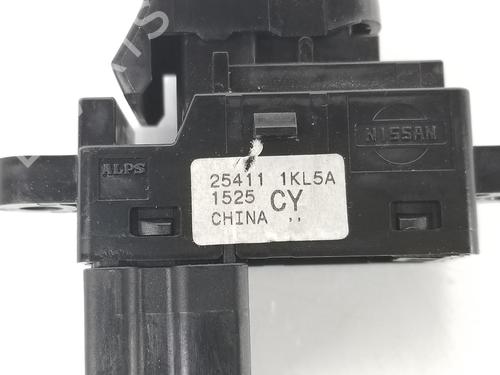 NISSAN
ALPS
25411 1KL5A
1525 CY
CHINA ,,